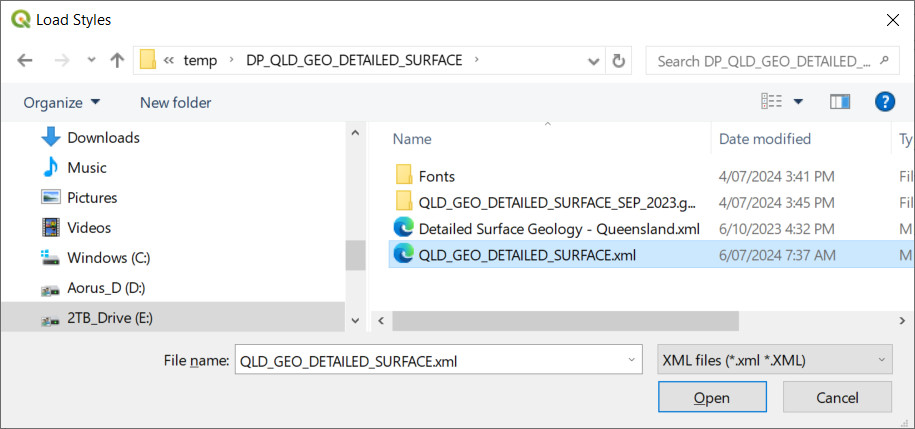 Load Styles
« temp > DP_QLD_GEO_DETAILED_SURFACE >
Search DP_QLD_GEO_DETAILED_...
Organize
New folder
?
Downloads
Music
Pictures
Videos
Windows (C:)
Aorus_D (D:)
2TB_Drive (E:)
Name Date modified Ty
Fonts 4/07/2024 3:41 PM Fil
QLD_GEO_DETAILED_SURFACE_SEP_2023.g... 4/07/2024 3:45 PM Fil
Detailed Surface Geology - Queensland.xml 6/10/2023 4:32 PM M
QLD_GEO_DETAILED_SURFACE.xml 6/07/2024 7:37 AM M
File name: QLD_GEO_DETAILED_SURFACE.xml XML files (*.xml *.XML)
Open Cancel